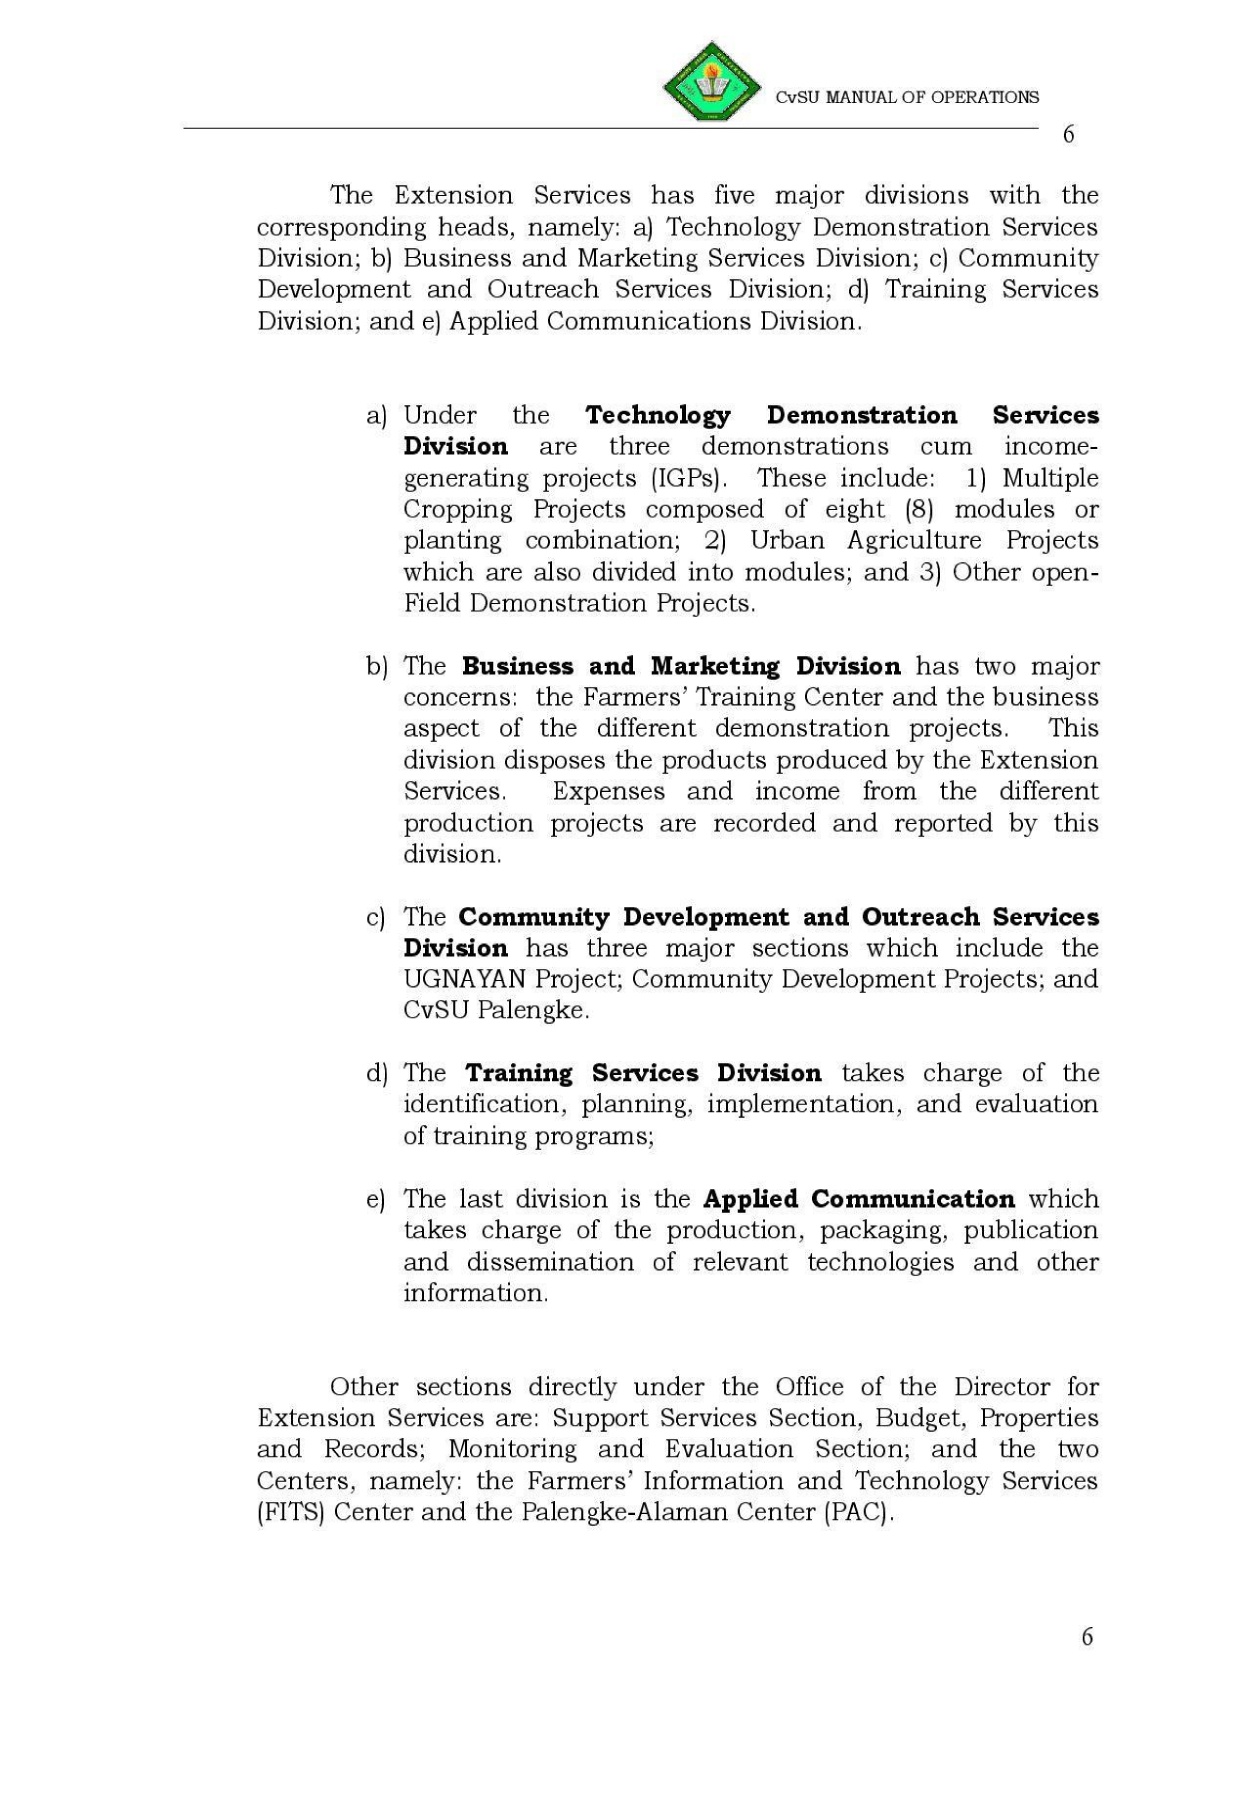 CvSU MANUAL OF OPERATIONS
6
The Extension Services has five major divisions with the
corresponding heads, namely: a) Technology Demonstration Services
Division; b) Business and Marketing Services Division; c) Community
Development and Outreach Services Division; d) Training Services
Division; and e) Applied Communications Division.
a) Under the Technology Demonstration Services
Division are three demonstrations cum income-
generating projects (IGPs). These include: 1) Multiple
Cropping Projects composed of eight (8) modules or
planting combination; 2) Urban Agriculture Projects
which are also divided into modules; and 3) Other open-
Field Demonstration Projects.
b) The Business and Marketing Division has two major
concerns: the Farmers’ Training Center and the business
aspect of the different demonstration projects. This
division disposes the products produced by the Extension
Services. Expenses and income from the different
production projects are recorded and reported by this
division.
c) The Community Development and Outreach Services
Division has three major sections which include the
UGNAYAN Project; Community Development Projects; and
CvSU Palengke.
d) The Training Services Division takes charge of the
identification, planning, implementation, and evaluation
of training programs;
e) The last division is the Applied Communication which
takes charge of the production, packaging, publication
and dissemination of relevant technologies and other
information.
Other sections directly under the Office of the Director for
Extension Services are: Support Services Section, Budget, Properties
and Records; Monitoring and Evaluation Section; and the two
Centers, namely: the Farmers’ Information and Technology Services
(FITS) Center and the Palengke-Alaman Center (PAC).
6